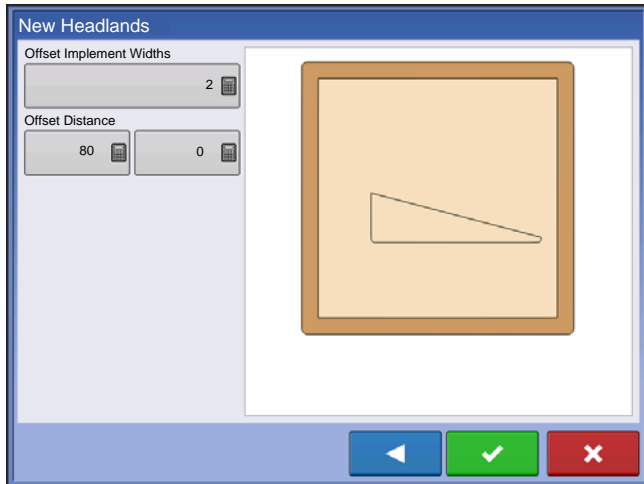 New Headlands
Offset Implement Widths
2
Offset Distance
80 0